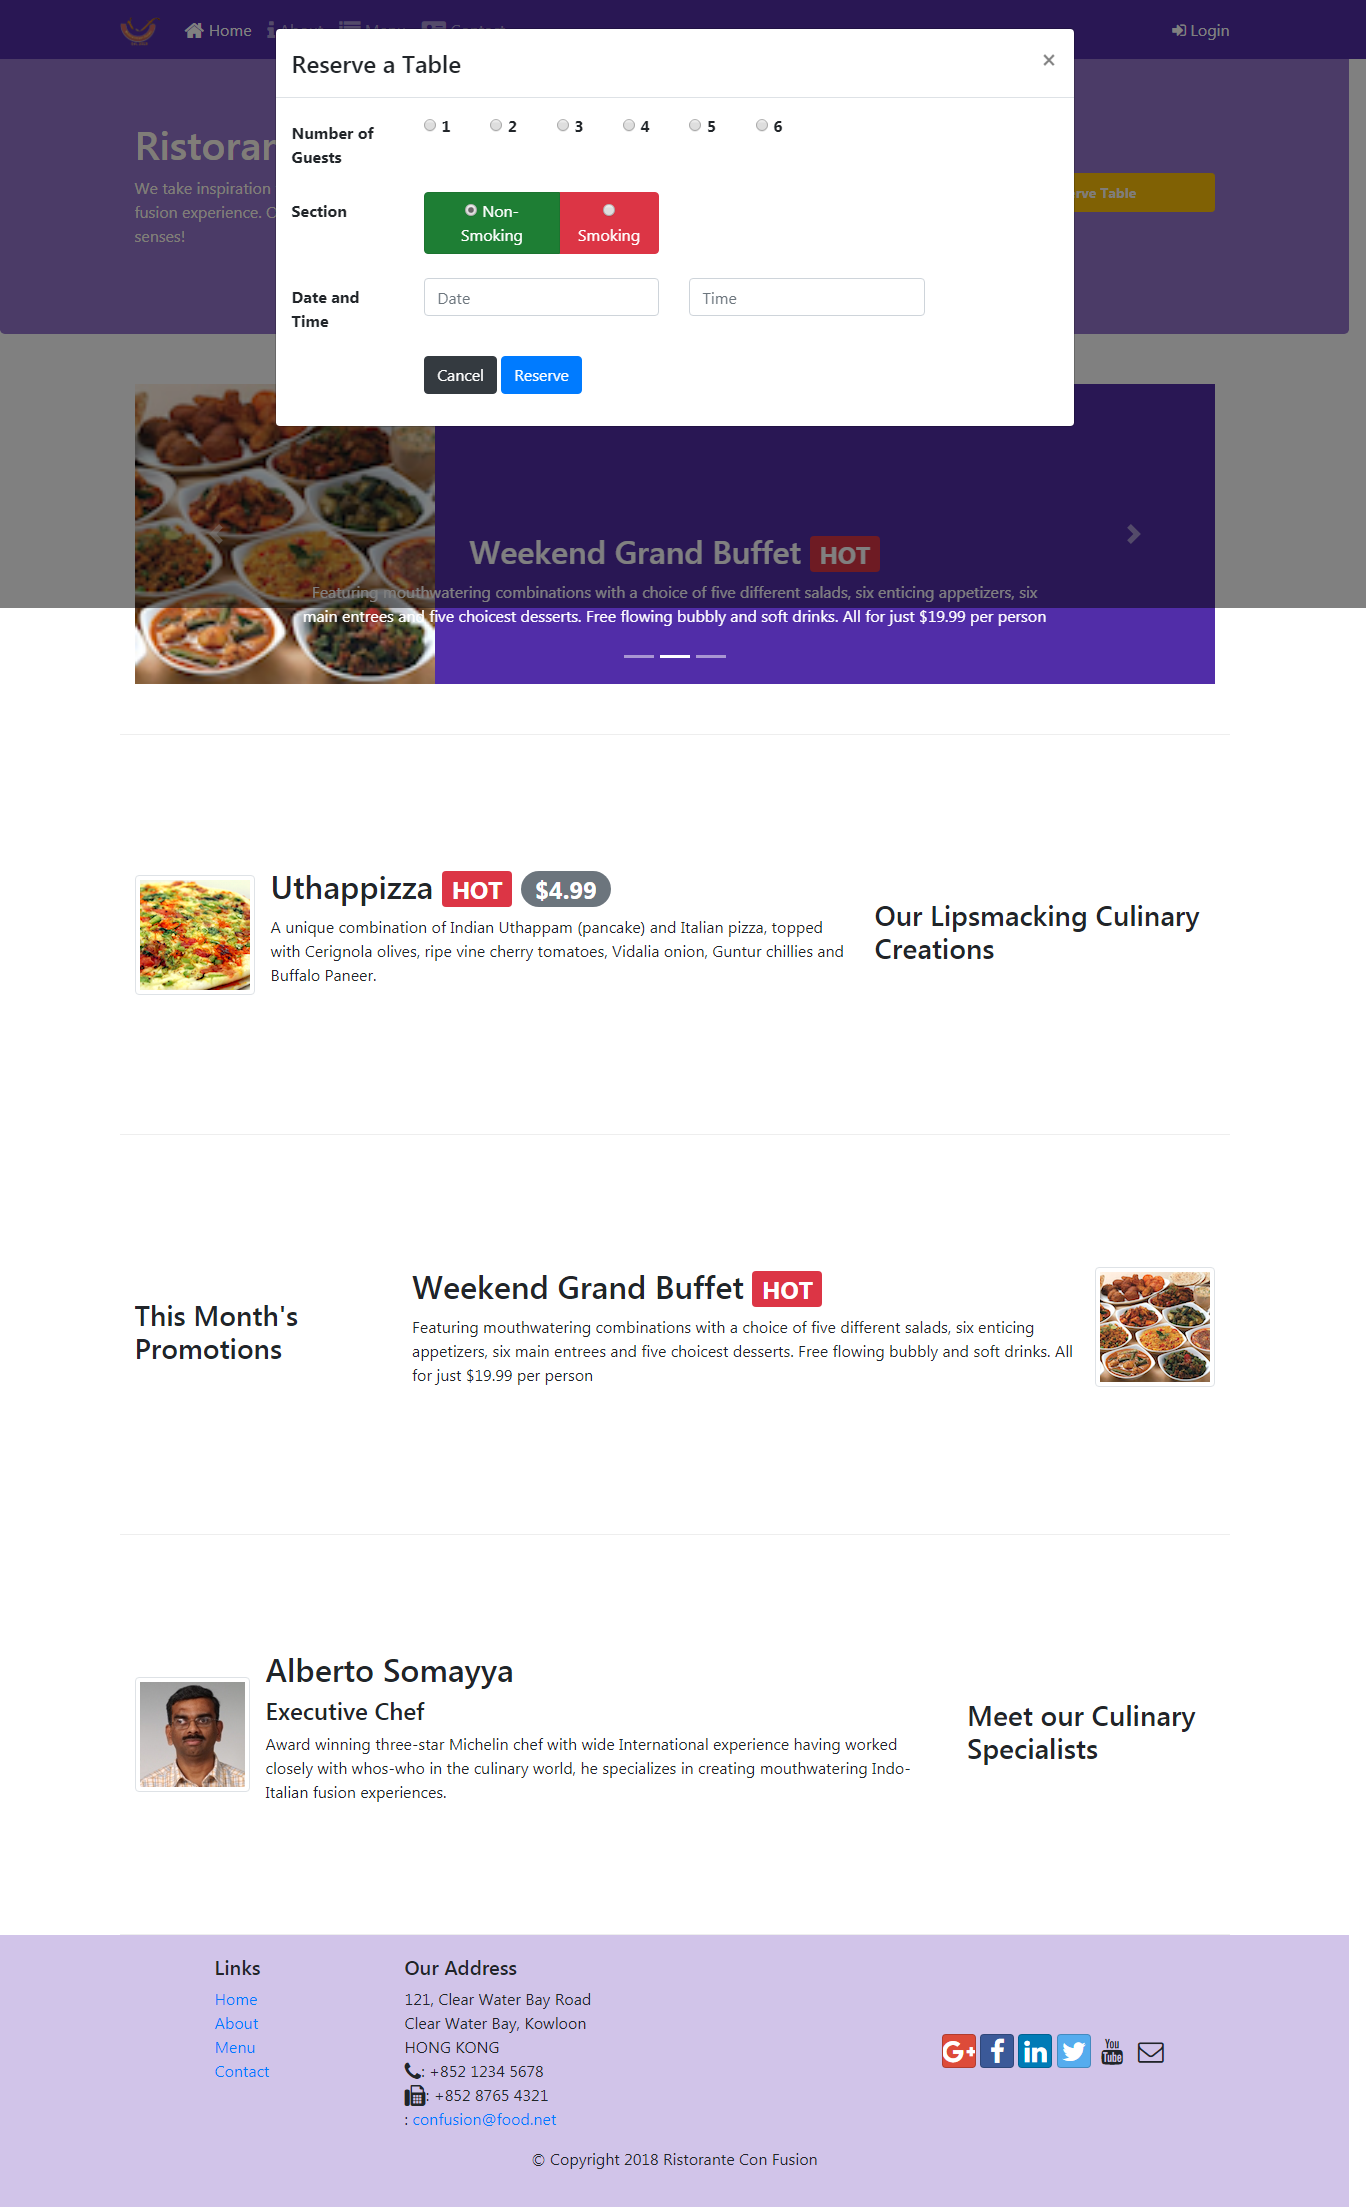 Home About Menu Contact Login
Reserve a Table ×
Number of
Guests
1 2 3 4 5 6
Section
Non-
Smoking
Smoking
Date and
Time
Date Time
Cancel Reserve
Ristoran
We take inspiration
fusion experience.
senses!
rve Table
Weekend Grand Buffet HOT
Featuring mouthwatering combinations with a choice of five different salads, six enticing appetizers, six
main entrees and five choicest desserts. Free flowing bubbly and soft drinks. All for just $19.99 per person
Uthappizza HOT $4.99
A unique combination of Indian Uthappam (pancake) and Italian pizza, topped
with Cerignola olives, ripe vine cherry tomatoes, Vidalia onion, Guntur chillies and
Buffalo Paneer.
Our Lipsmacking Culinary
Creations
This Month's
Promotions
Weekend Grand Buffet HOT
Featuring mouthwatering combinations with a choice of five different salads, six enticing
appetizers, six main entrees and five choicest desserts. Free flowing bubbly and soft drinks. All
for just $19.99 per person
Alberto Somayya
Executive Chef
Award winning three-star Michelin chef with wide International experience having worked
closely with whos-who in the culinary world, he specializes in creating mouthwatering Indo-
Italian fusion experiences.
Meet our Culinary
Specialists
Links
Home
About
Menu
Contact
Our Address
121, Clear Water Bay Road
Clear Water Bay, Kowloon
HONG KONG
: +852 1234 5678
: +852 8765 4321
: confusion@food.net
G+ f in You Tube
© Copyright 2018 Ristorante Con Fusion